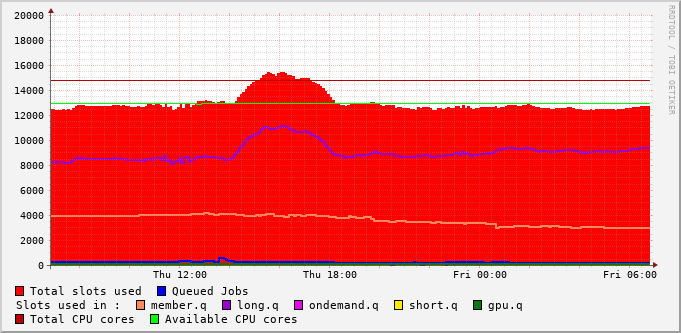 20000
18000
16000
14000
12000
10000
8000
6000
4000
2000
0
Thu 12:00 Thu 18:00 Fri 00:00 Fri 06:00
RRDTOOL / TOBI OETIKER
Total slots used Queued Jobs
Slots used in : member.q long.q ondemand.q short.q gpu.q
Total CPU cores Available CPU cores